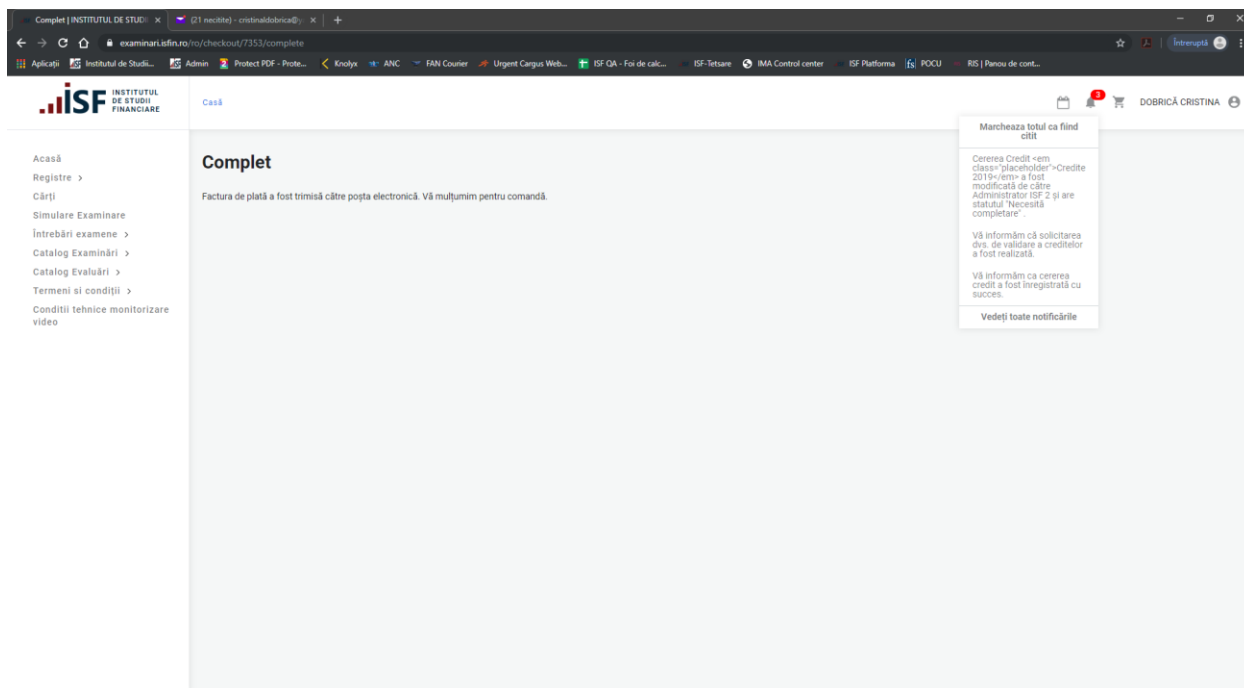 Complet | INSTITUTUL DE STUDI
(21 necitite) - cristinaldobrica@y
examinari.isfin.ro/ro/checkout/7353/complete
Întreruptă
Aplicații
Institutul de Studii...
Admin
Protect PDF - Prote...
Knolyx
ANC
FAN Courier
Urgent Cargus Web...
ISF QA - Foi de calc...
ISF-Tetsare
IMA Control center
ISF Platforma
POCU
RIS | Panou de cont...
ISF
INSTITUTUL
DE STUDII
FINANCIARE
Casă
3
DOBRICĂ CRISTINA
Acasă
Registre >
Cărți
Simulare Examinare
Întrebări examene >
Catalog Examinări >
Catalog Evaluări >
Termeni si condiții >
Conditii tehnice monitorizare
video
Complet
Factura de plată a fost trimisă către poșta electronică. Vă mulțumim pentru comandă.
Marcheaza totul ca fiind
citit
Cererea Credit <em
class="placeholder">Credite
2019</em> a fost
modificată de către
Administrator ISF 2 și are
statutul "Necesită
completare" .
Vă informăm că solicitarea
dvs. de validare a creditelor
a fost realizată.
Vă informăm ca cererea
credit a fost înregistrată cu
succes.
Vedeți toate notificările